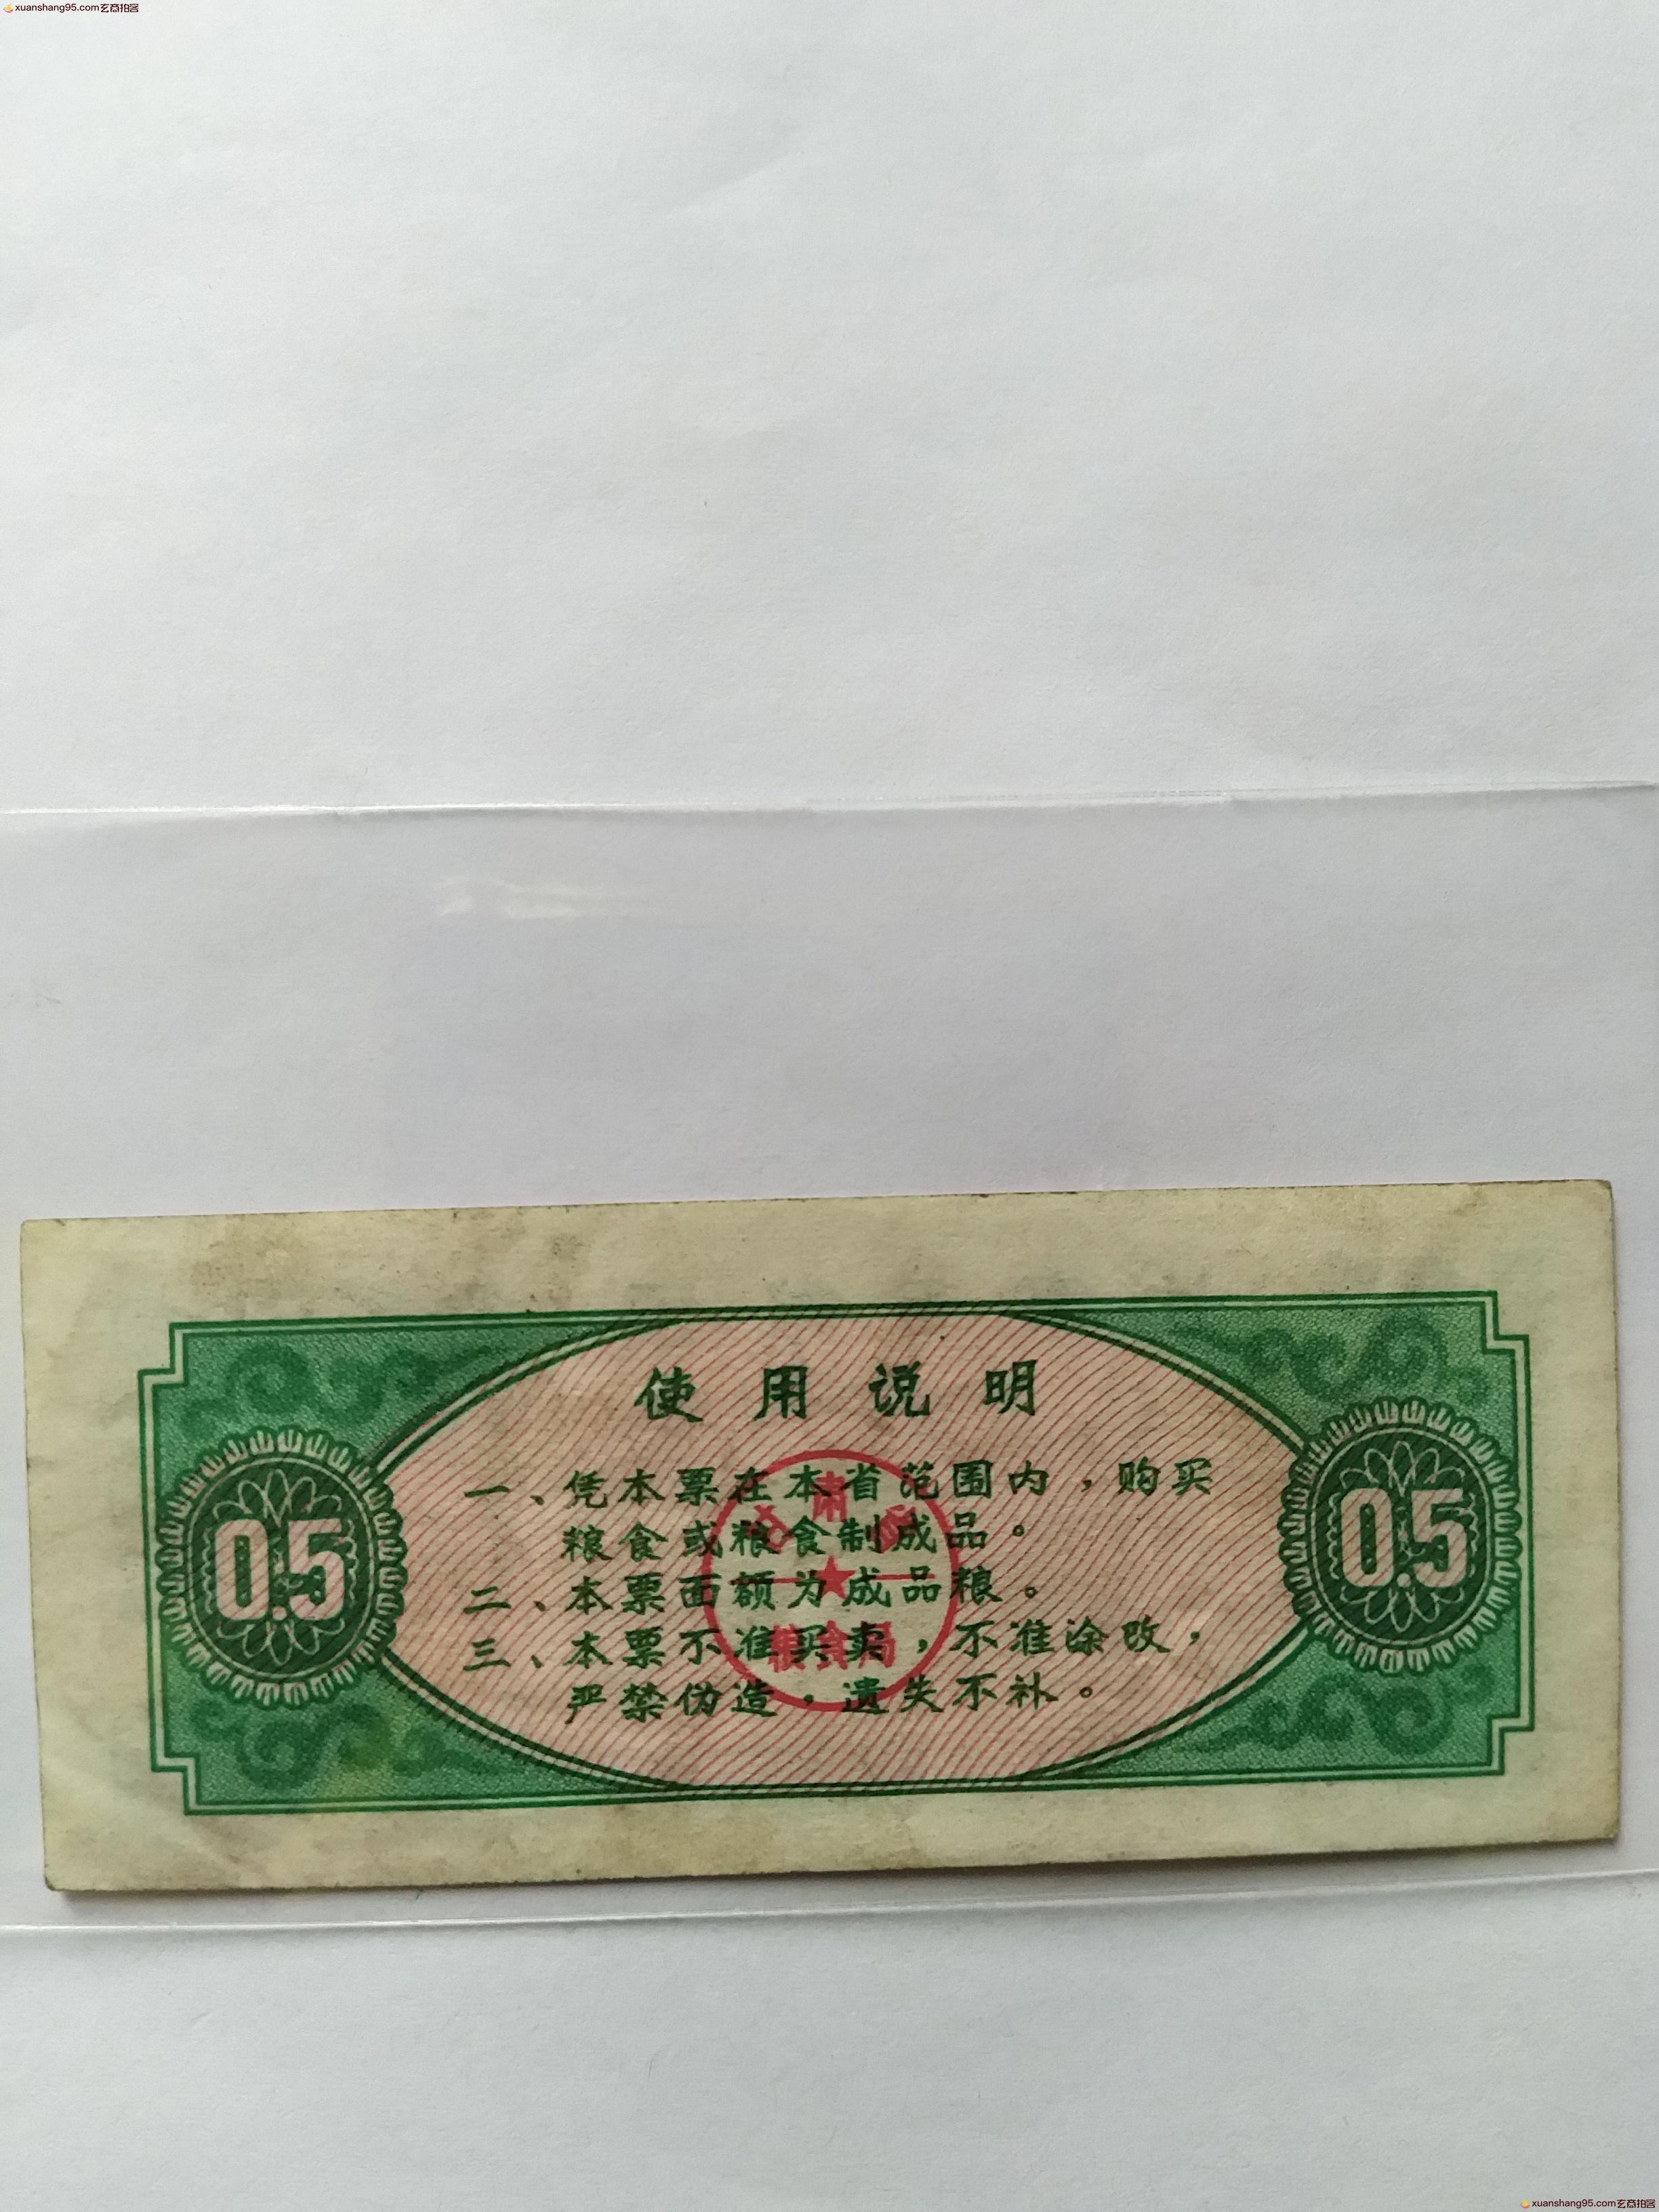 xuanshang95.com玄商拍客
使用说明
一、凭本票在本省范围内，购买
粮食或粮食制成品。
二、本票面额为成品粮。
三、本票不准买卖，不准涂改，
严禁伪造，遗失不补。
0.5
0.5
甘肃省
粮食局
xuanshang95.com玄商拍客